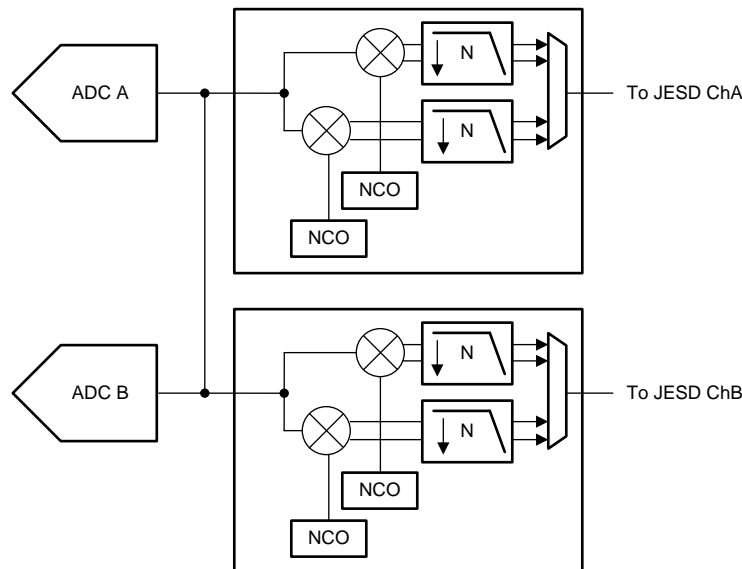 N
ADC A
To JESD ChA
N
NCO
NCO
N
ADC B
To JESD ChB
N
NCO
NCO